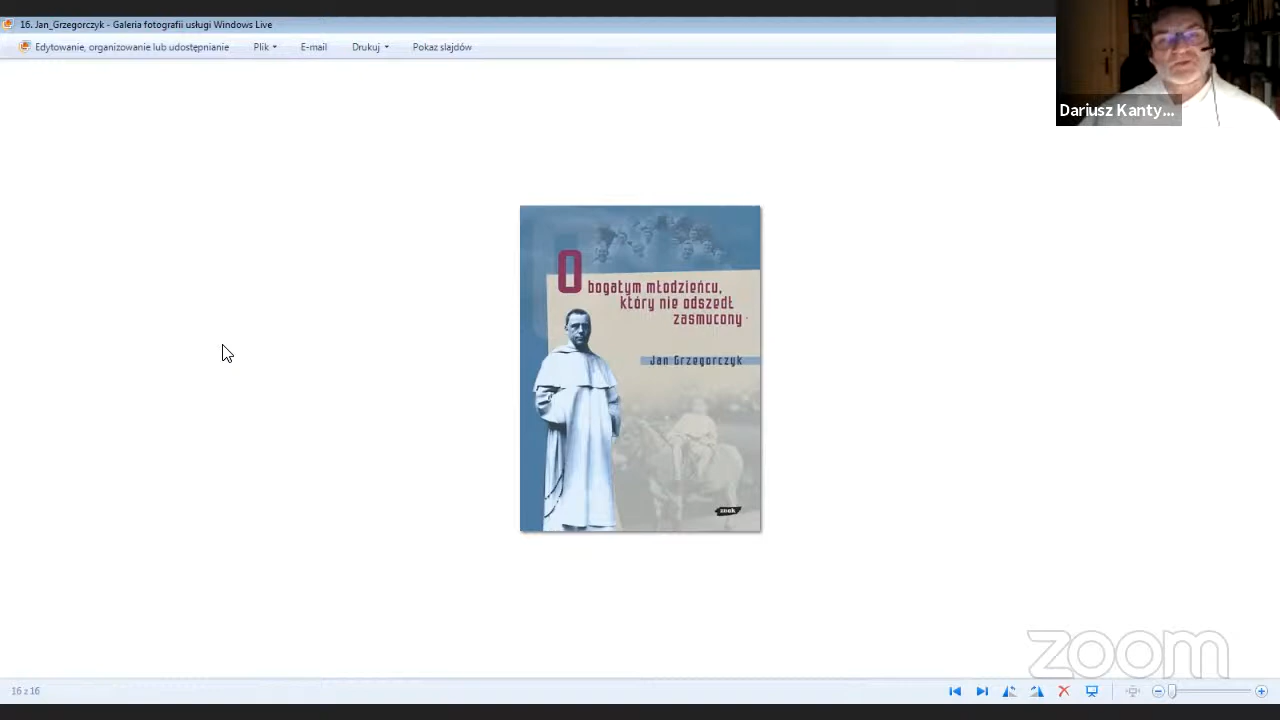 16. Jan_Grzegorczyk - Galeria fotografii usługi Windows Live
Edytowanie, organizowanie lub udostępnianie Plik E-mail Drukuj Pokaz slajdów
Dariusz Kanty...
O bogatym młodzieńcu,
który nie odszedł
zasmucony
Jan Grzegorczyk
znak
zoom
16 z 16